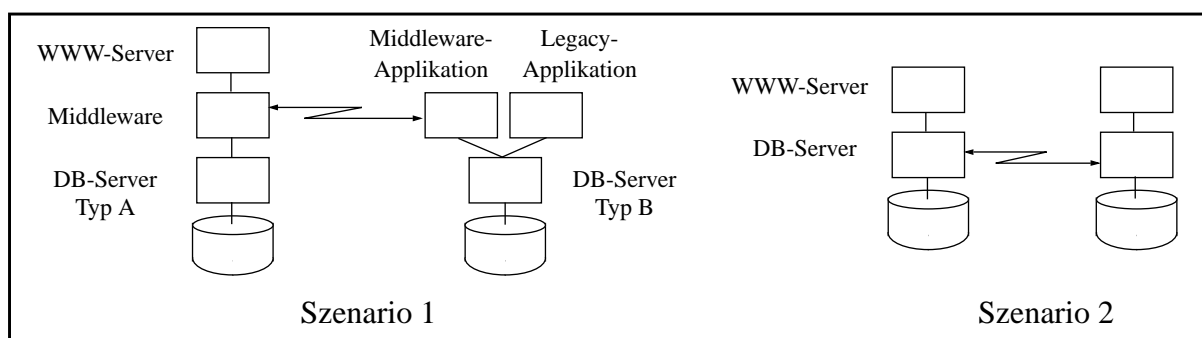 WWW-Server
Middleware
DB-Server
Typ A
Middleware-
Applikation
Legacy-
Applikation
DB-Server
Typ B
Szenario 1
WWW-Server
DB-Server
Szenario 2